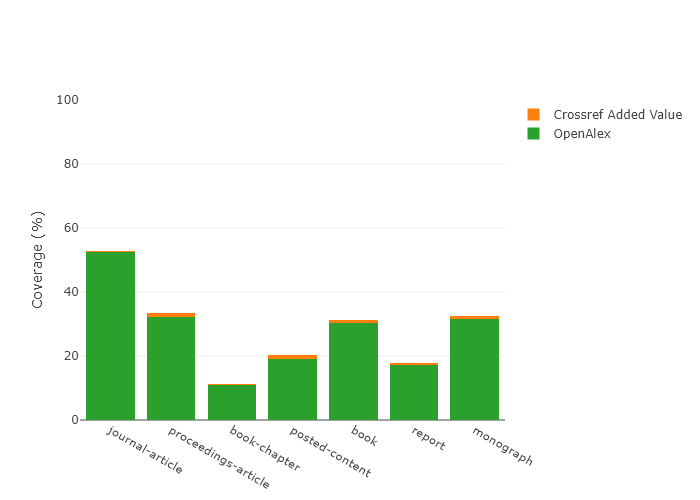 100
80
60
40
20
0
Coverage (%)
journal-article
proceedings-article
book-chapter
posted-content
book
report
monograph
Crossref Added Value
OpenAlex